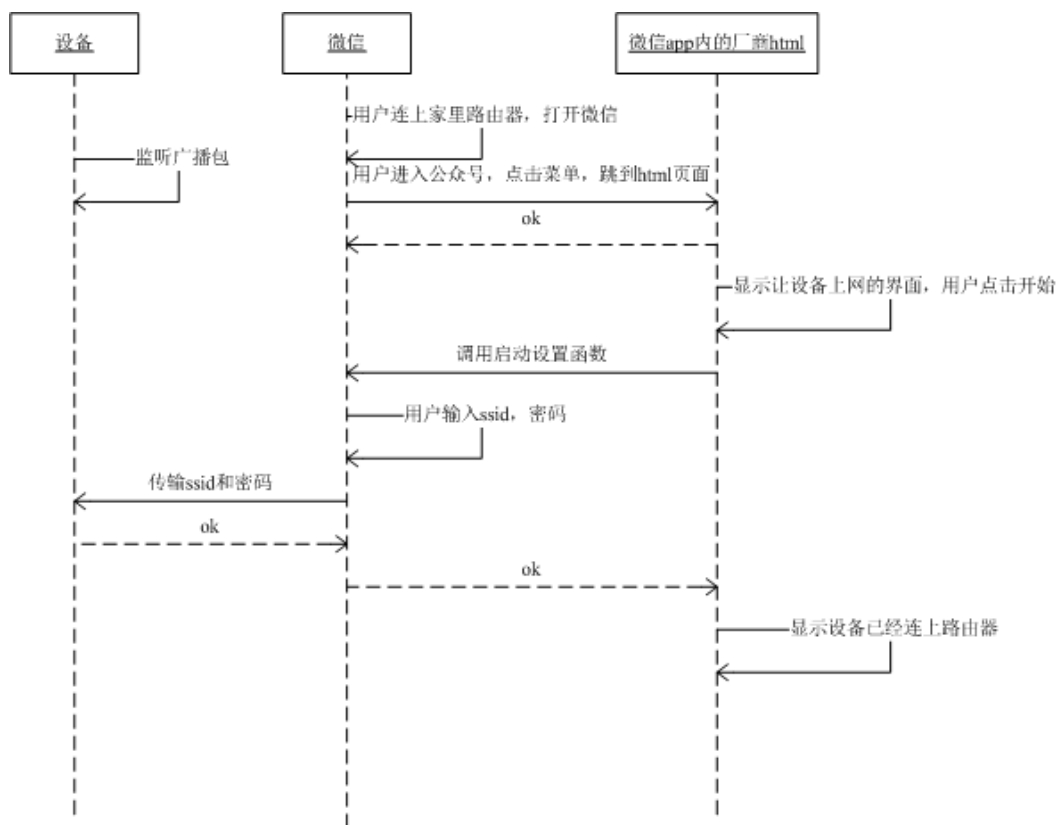 设备
微信
微信app内的厂商html
用户连上家里路由器，打开微信
监听广播包
用户进入公众号，点击菜单，跳到html页面
ok
显示让设备上网的界面，用户点击开始
调用启动设置函数
用户输入ssid，密码
传输ssid和密码
ok
ok
显示设备已经连上路由器